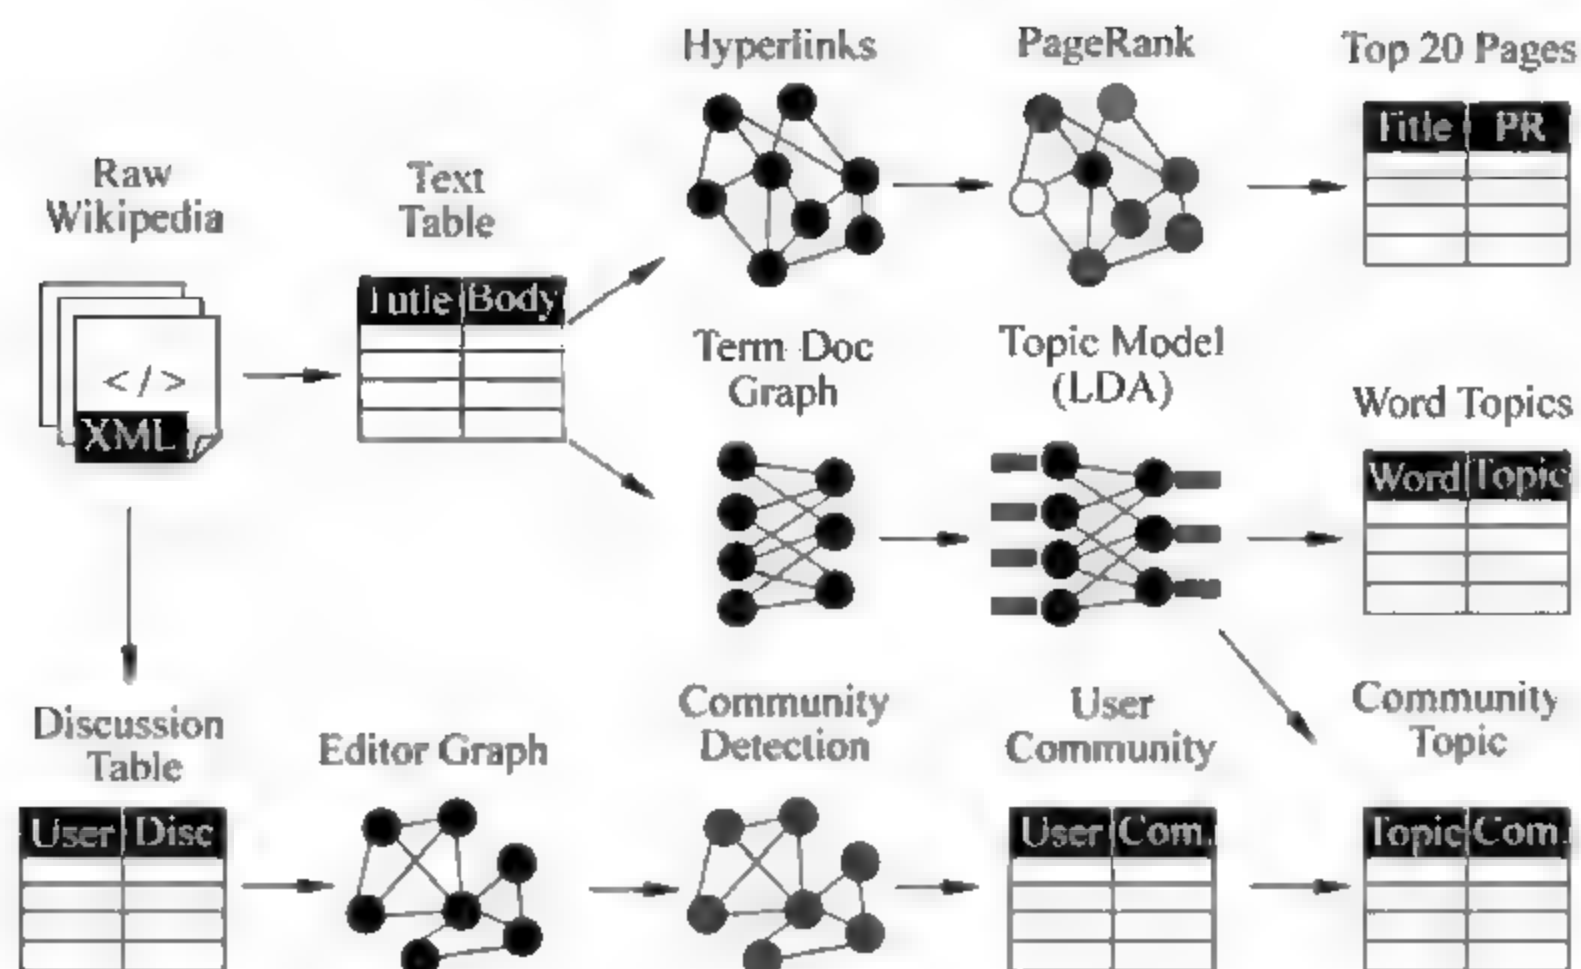 Hyperlinks
PageRank
Top 20 Pages
Title PR
Raw
Wikipedia
Text
Table
Body
</>
XML
Term Doc
Graph
Topic Model
(LDA)
Word Topics
Word Topic
Discussion
Table
User Disc
Editor Graph
Community
Detection
User
Community
User Com.
Community
Topic
Topic Com.